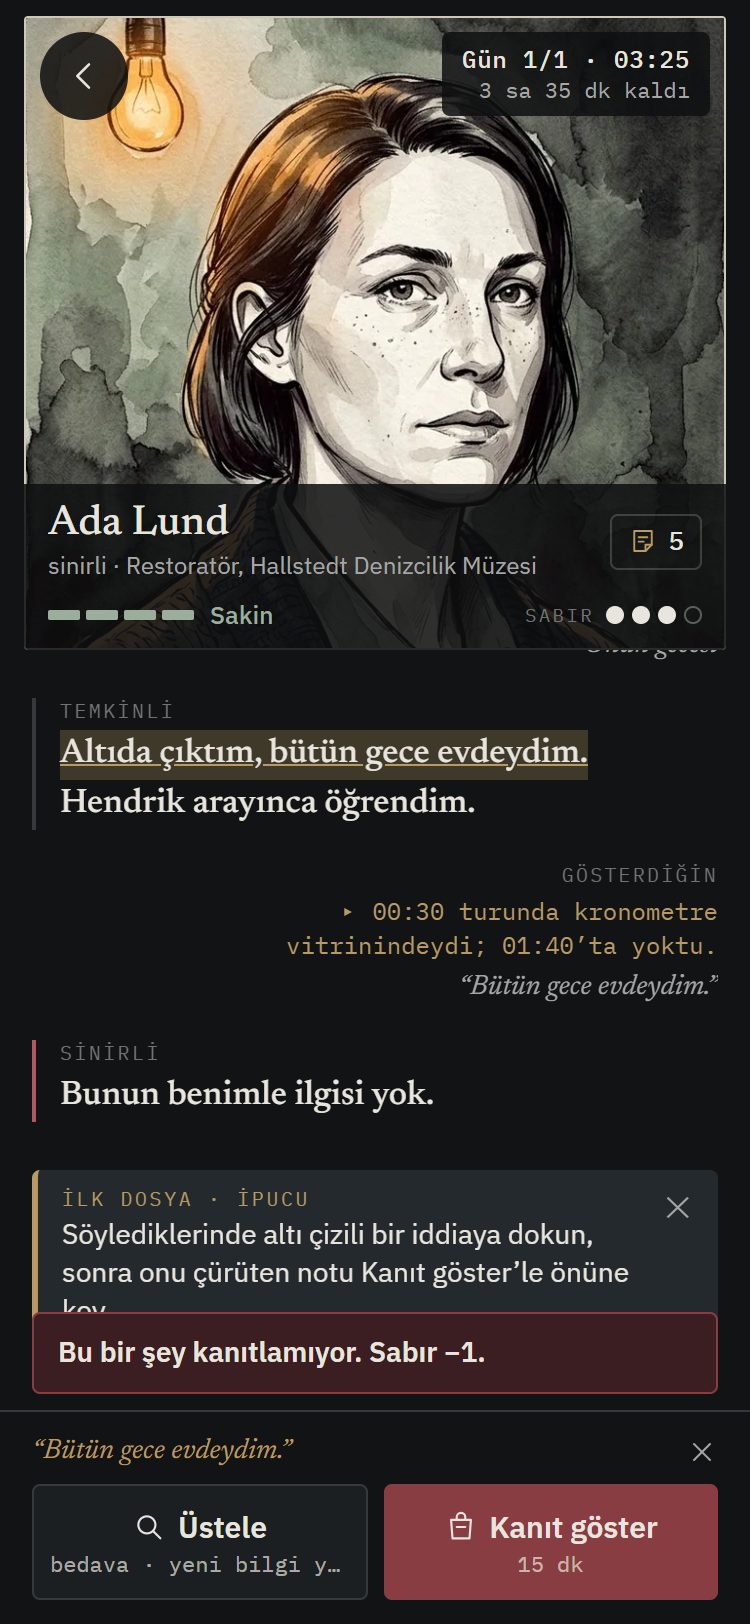 Gün 1/1 · 03:25
3 sa 35 dk kaldı
Ada Lund
5
sinirli · Restoratör, Hallstedt Denizcilik Müzesi
Sakin
SABIR
TEMKİNLİ
Altıda çıktım, bütün gece evdeydim.
Hendrik arayınca öğrendim.
GÖSTERDİĞİN
▸ 00:30 turunda kronometre
vitrinindeydi; 01:40’ta yoktu.
“Bütün gece evdeydim.”
SİNİRLİ
Bunun benimle ilgisi yok.
İLK DOSYA · İPUCU
Söylediklerinde altı çizili bir iddiaya dokun,
sonra onu çürüten notu Kanıt göster’le önüne
Bu bir şey kanıtlamıyor. Sabır −1.
“Bütün gece evdeydim.”
Üstele
bedava · yeni bilgi y…
Kanıt göster
15 dk